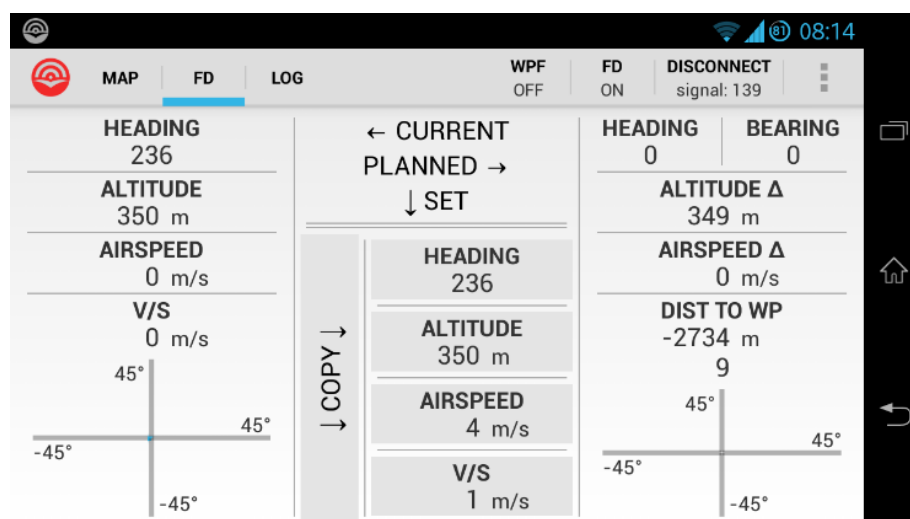 81 08:14
MAP FD LOG
WPF
OFF
FD
ON
DISCONNECT
signal: 139
HEADING
236
ALTITUDE
350 m
AIRSPEED
0 m/s
V/S
0 m/s
45°
45°
-45°
-45°
← CURRENT
PLANNED →
↓ SET
↓ COPY ↓
HEADING
236
ALTITUDE
350 m
AIRSPEED
4 m/s
V/S
1 m/s
HEADING
0
BEARING
0
ALTITUDE Δ
349 m
AIRSPEED Δ
0 m/s
DIST TO WP
-2734 m
9
45°
45°
-45°
-45°